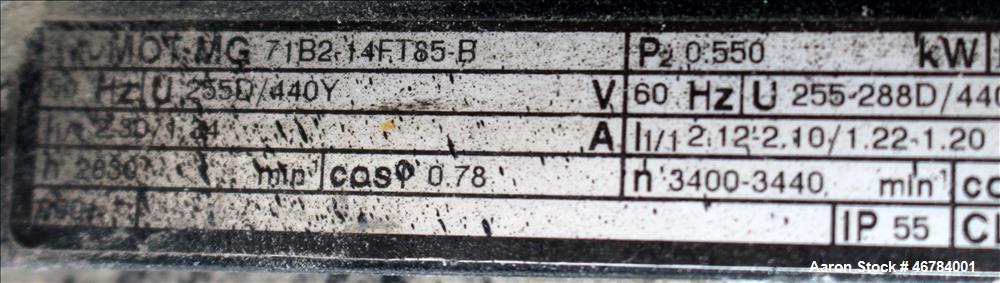 MOT MG 71B2-14FT85-B P2 0.550 kW
Hz U 255D/440Y V 60 Hz U 255-288D/440
A I1/1 2.12-2.10/1.22-1.20
n min-1 cosφ 0.78 n 3400-3440 min-1
IP 55
Aaron Stock # 46784001